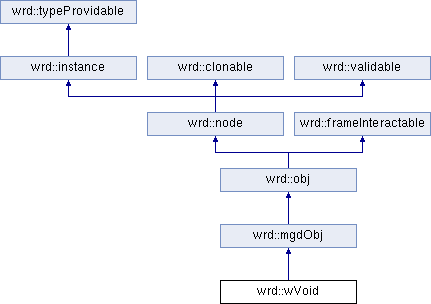 wrd::typeProvidable
wrd::instance
wrd::clonable
wrd::validable
wrd::node
wrd::frameInteractable
wrd::obj
wrd::mgdObj
wrd::wVoid